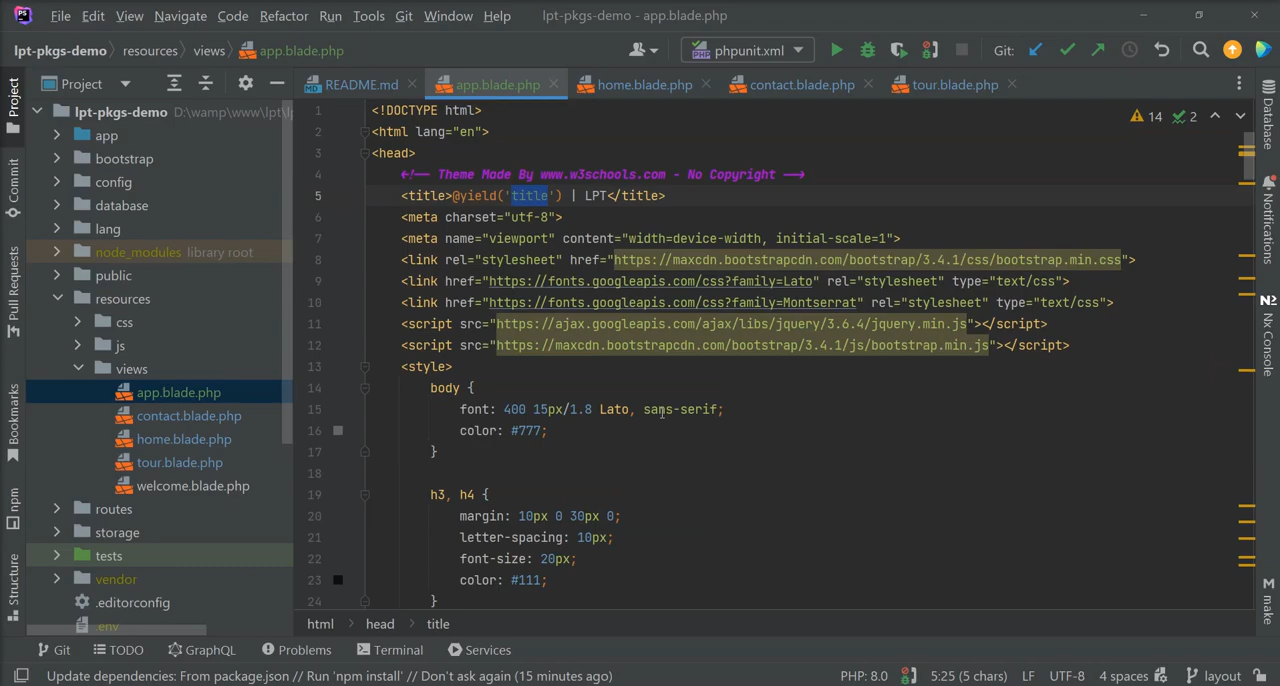 File Edit View Navigate Code Refactor Run Tools Git Window Help lpt-pkgs-demo - app.blade.php
lpt-pkgs-demo resources views app.blade.php phpunit.xml Git:
Project README.md app.blade.php home.blade.php contact.blade.php tour.blade.php
lpt-pkgs-demo D:\wamp\www\lpt\l
app
bootstrap
config
database
lang
node_modules library root
public
resources
css
js
views
app.blade.php
contact.blade.php
home.blade.php
tour.blade.php
welcome.blade.php
routes
storage
tests
vendor
.editorconfig
.env
Project
Commit
Pull Requests
Bookmarks
npm
Structure
14 2
1 <!DOCTYPE html>
2 <html lang="en">
3 <head>
4 <!-- Theme Made By www.w3schools.com - No Copyright -->
5 <title>@yield('title') | LPT</title>
6 <meta charset="utf-8">
7 <meta name="viewport" content="width=device-width, initial-scale=1">
8 <link rel="stylesheet" href="https://maxcdn.bootstrapcdn.com/bootstrap/3.4.1/css/bootstrap.min.css">
9 <link href="https://fonts.googleapis.com/css?family=Lato" rel="stylesheet" type="text/css">
10 <link href="https://fonts.googleapis.com/css?family=Montserrat" rel="stylesheet" type="text/css">
11 <script src="https://ajax.googleapis.com/ajax/libs/jquery/3.6.4/jquery.min.js"></script>
12 <script src="https://maxcdn.bootstrapcdn.com/bootstrap/3.4.1/js/bootstrap.min.js"></script>
13 <style>
14 body {
15 font: 400 15px/1.8 Lato, sans-serif;
16 color: #777;
17 }
18
19 h3, h4 {
20 margin: 10px 0 30px 0;
21 letter-spacing: 10px;
22 font-size: 20px;
23 color: #111;
24 }
Database
Notifications
Nx Console
make
html head title
Git TODO GraphQL Problems Terminal Services
Update dependencies: From package.json // Run 'npm install' // Don't ask again (15 minutes ago) PHP: 8.0 5:25 (5 chars) LF UTF-8 4 spaces layout